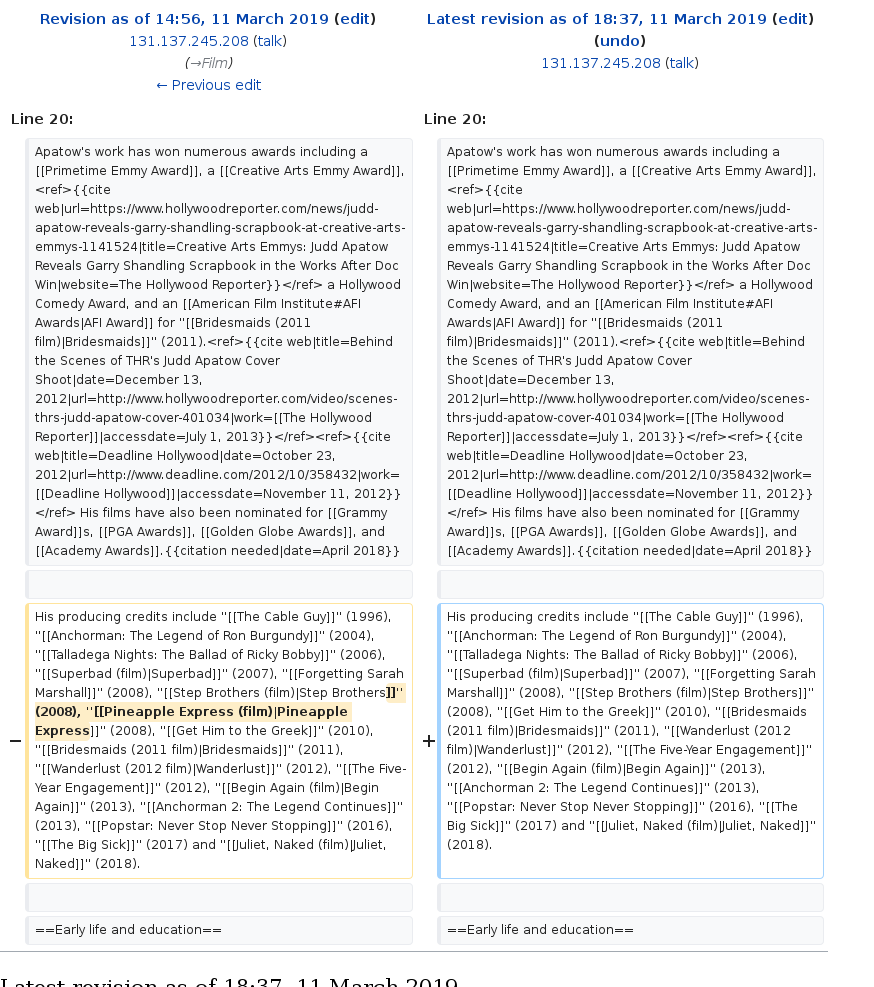 Revision as of 14:56, 11 March 2019 (edit)
131.137.245.208 (talk)
(→Film)
← Previous edit
Latest revision as of 18:37, 11 March 2019 (edit)
(undo)
131.137.245.208 (talk)
Line 20:
Line 20:
Apatow's work has won numerous awards including a
[[Primetime Emmy Award]], a [[Creative Arts Emmy Award]],
<ref>{{cite
web|url=https://www.hollywoodreporter.com/news/judd-
apatow-reveals-garry-shandling-scrapbook-at-creative-arts-
emmys-1141524|title=Creative Arts Emmys: Judd Apatow
Reveals Garry Shandling Scrapbook in the Works After Doc
Win|website=The Hollywood Reporter}}</ref> a Hollywood
Comedy Award, and an [[American Film Institute#AFI
Awards|AFI Award]] for ''[[Bridesmaids (2011
film)|Bridesmaids]]'' (2011).<ref>{{cite web|title=Behind
the Scenes of THR's Judd Apatow Cover
Shoot|date=December 13,
2012|url=http://www.hollywoodreporter.com/video/scenes-
thrs-judd-apatow-cover-401034|work=[[The Hollywood
Reporter]]|accessdate=July 1, 2013}}</ref><ref>{{cite
web|title=Deadline Hollywood|date=October 23,
2012|url=http://www.deadline.com/2012/10/358432|work=
[[Deadline Hollywood]]|accessdate=November 11, 2012}}
</ref> His films have also been nominated for [[Grammy
Award]]s, [[PGA Awards]], [[Golden Globe Awards]], and
[[Academy Awards]].{{citation needed|date=April 2018}}
Apatow's work has won numerous awards including a
[[Primetime Emmy Award]], a [[Creative Arts Emmy Award]],
<ref>{{cite
web|url=https://www.hollywoodreporter.com/news/judd-
apatow-reveals-garry-shandling-scrapbook-at-creative-arts-
emmys-1141524|title=Creative Arts Emmys: Judd Apatow
Reveals Garry Shandling Scrapbook in the Works After Doc
Win|website=The Hollywood Reporter}}</ref> a Hollywood
Comedy Award, and an [[American Film Institute#AFI
Awards|AFI Award]] for ''[[Bridesmaids (2011
film)|Bridesmaids]]'' (2011).<ref>{{cite web|title=Behind
the Scenes of THR's Judd Apatow Cover
Shoot|date=December 13,
2012|url=http://www.hollywoodreporter.com/video/scenes-
thrs-judd-apatow-cover-401034|work=[[The Hollywood
Reporter]]|accessdate=July 1, 2013}}</ref><ref>{{cite
web|title=Deadline Hollywood|date=October 23,
2012|url=http://www.deadline.com/2012/10/358432|work=
[[Deadline Hollywood]]|accessdate=November 11, 2012}}
</ref> His films have also been nominated for [[Grammy
Award]]s, [[PGA Awards]], [[Golden Globe Awards]], and
[[Academy Awards]].{{citation needed|date=April 2018}}
−
His producing credits include ''[[The Cable Guy]]'' (1996),
''[[Anchorman: The Legend of Ron Burgundy]]'' (2004),
''[[Talladega Nights: The Ballad of Ricky Bobby]]'' (2006),
''[[Superbad (film)|Superbad]]'' (2007), ''[[Forgetting Sarah
Marshall]]'' (2008), ''[[Step Brothers (film)|Step Brothers]]''
(2008), ''[[Pineapple Express (film)|Pineapple
Express]]'' (2008), ''[[Get Him to the Greek]]'' (2010),
''[[Bridesmaids (2011 film)|Bridesmaids]]'' (2011),
''[[Wanderlust (2012 film)|Wanderlust]]'' (2012), ''[[The Five-
Year Engagement]]'' (2012), ''[[Begin Again (film)|Begin
Again]]'' (2013), ''[[Anchorman 2: The Legend Continues]]''
(2013), ''[[Popstar: Never Stop Never Stopping]]'' (2016),
''[[The Big Sick]]'' (2017) and ''[[Juliet, Naked (film)|Juliet,
Naked]]'' (2018).
+
His producing credits include ''[[The Cable Guy]]'' (1996),
''[[Anchorman: The Legend of Ron Burgundy]]'' (2004),
''[[Talladega Nights: The Ballad of Ricky Bobby]]'' (2006),
''[[Superbad (film)|Superbad]]'' (2007), ''[[Forgetting Sarah
Marshall]]'' (2008), ''[[Step Brothers (film)|Step Brothers]]''
(2008), ''[[Get Him to the Greek]]'' (2010), ''[[Bridesmaids
(2011 film)|Bridesmaids]]'' (2011), ''[[Wanderlust (2012
film)|Wanderlust]]'' (2012), ''[[The Five-Year Engagement]]''
(2012), ''[[Begin Again (film)|Begin Again]]'' (2013),
''[[Anchorman 2: The Legend Continues]]'' (2013),
''[[Popstar: Never Stop Never Stopping]]'' (2016), ''[[The
Big Sick]]'' (2017) and ''[[Juliet, Naked (film)|Juliet, Naked]]''
(2018).
==Early life and education==
==Early life and education==
Latest revision as of 18:37, 11 March 2019